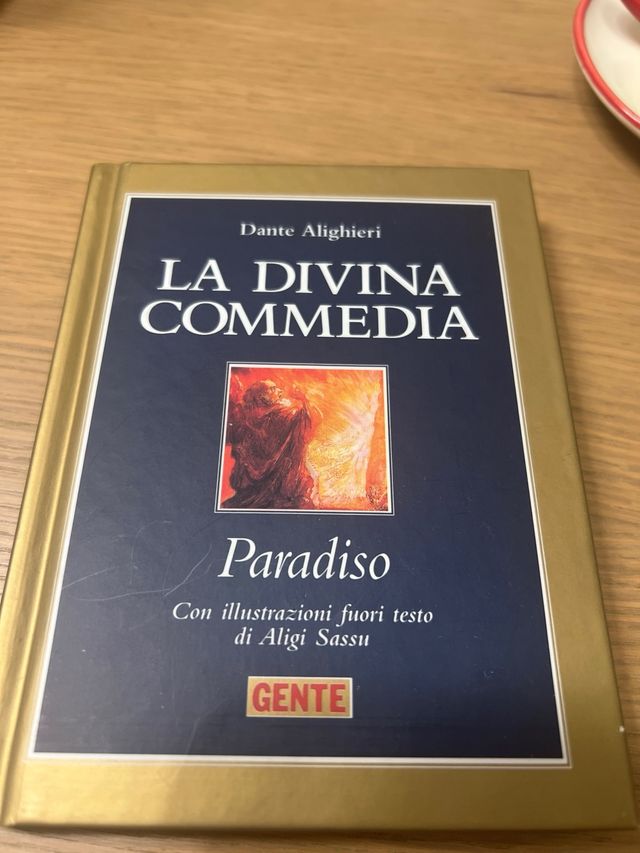 Dante Alighieri
LA DIVINA
COMMEDIA
Paradiso
Con illustrazioni fuori testo
di Aligi Sassu
GENTE